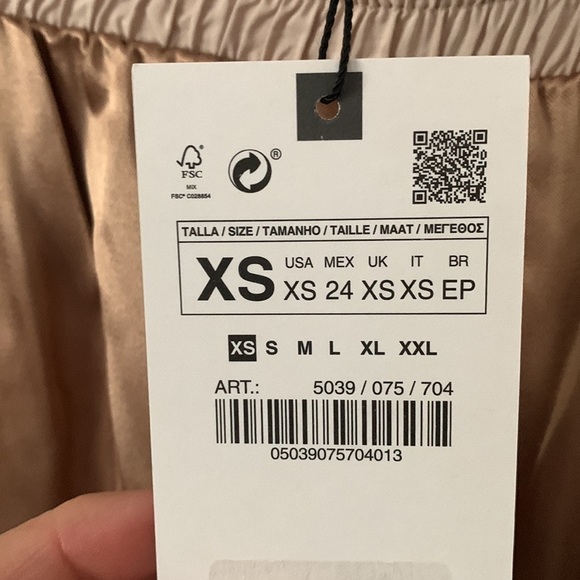 FSC
MIX
FSC® C028654
®
TALLA / SIZE / TAMANHO / TAILLE / MAAT / ΜΕΓΕΘΟΣ
XS USA MEX UK IT BR
XS 24 XS XS EP
XS S M L XL XXL
ART.: 5039 / 075 / 704
05039075704013